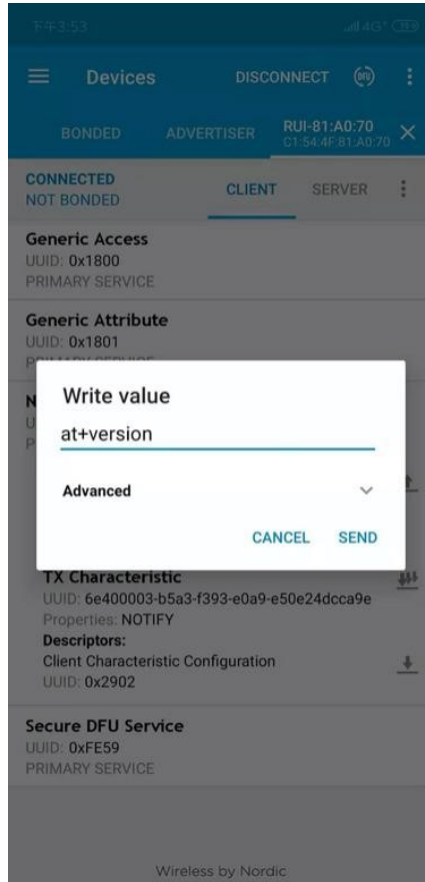 下午3:53
4G+
Devices
DISCONNECT
DFU
BONDED
ADVERTISER
RUI-81:A0:70
C1:54:4F:81:A0:70
CONNECTED
NOT BONDED
CLIENT
SERVER
Generic Access
UUID: 0x1800
PRIMARY SERVICE
Generic Attribute
UUID: 0x1801
PRIMARY SERVICE
N
U
P
Write value
at+version
Advanced
CANCEL
SEND
TX Characteristic
UUID: 6e400003-b5a3-f393-e0a9-e50e24dcca9e
Properties: NOTIFY
Descriptors:
Client Characteristic Configuration
UUID: 0x2902
Secure DFU Service
UUID: 0xFE59
PRIMARY SERVICE
Wireless by Nordic